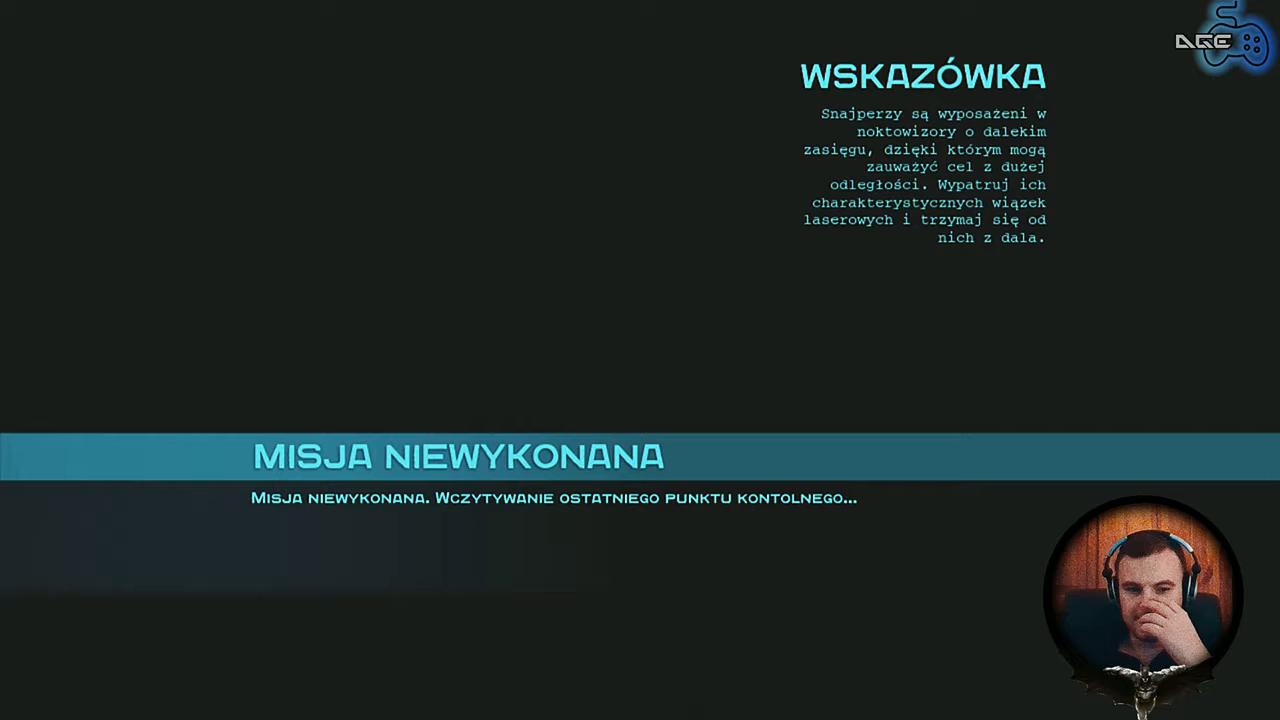 DGE
WSKAZÓWKA
Snajperzy są wyposażeni w
noktowizory o dalekim
zasięgu, dzięki którym mogą
zauważyć cel z dużej
odległości. Wypatruj ich
charakterystycznych wiązek
laserowych i trzymaj się od
nich z dala.
MISJA NIEWYKONANA
MISJA NIEWYKONANA. WCZYTYWANIE OSTATNIEGO PUNKTU KONTOLNEGO...